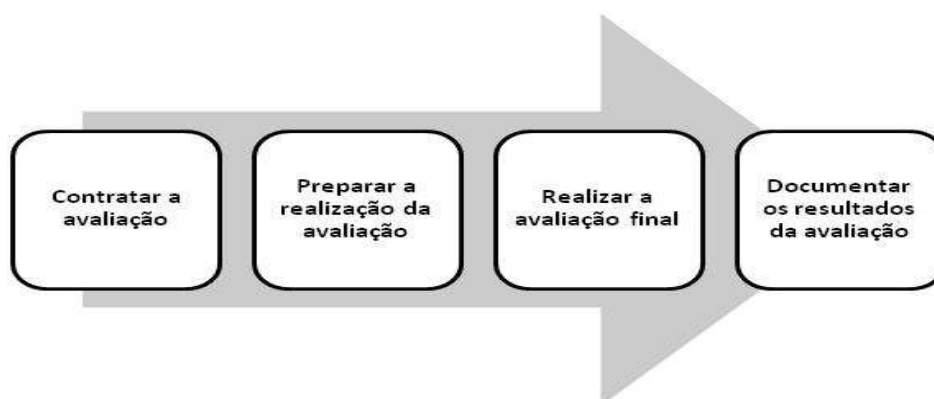 Contratar a
avaliação
Preparar a
realização da
avaliação
Realizar a
avaliação final
Documentar
os resultados
da avaliação